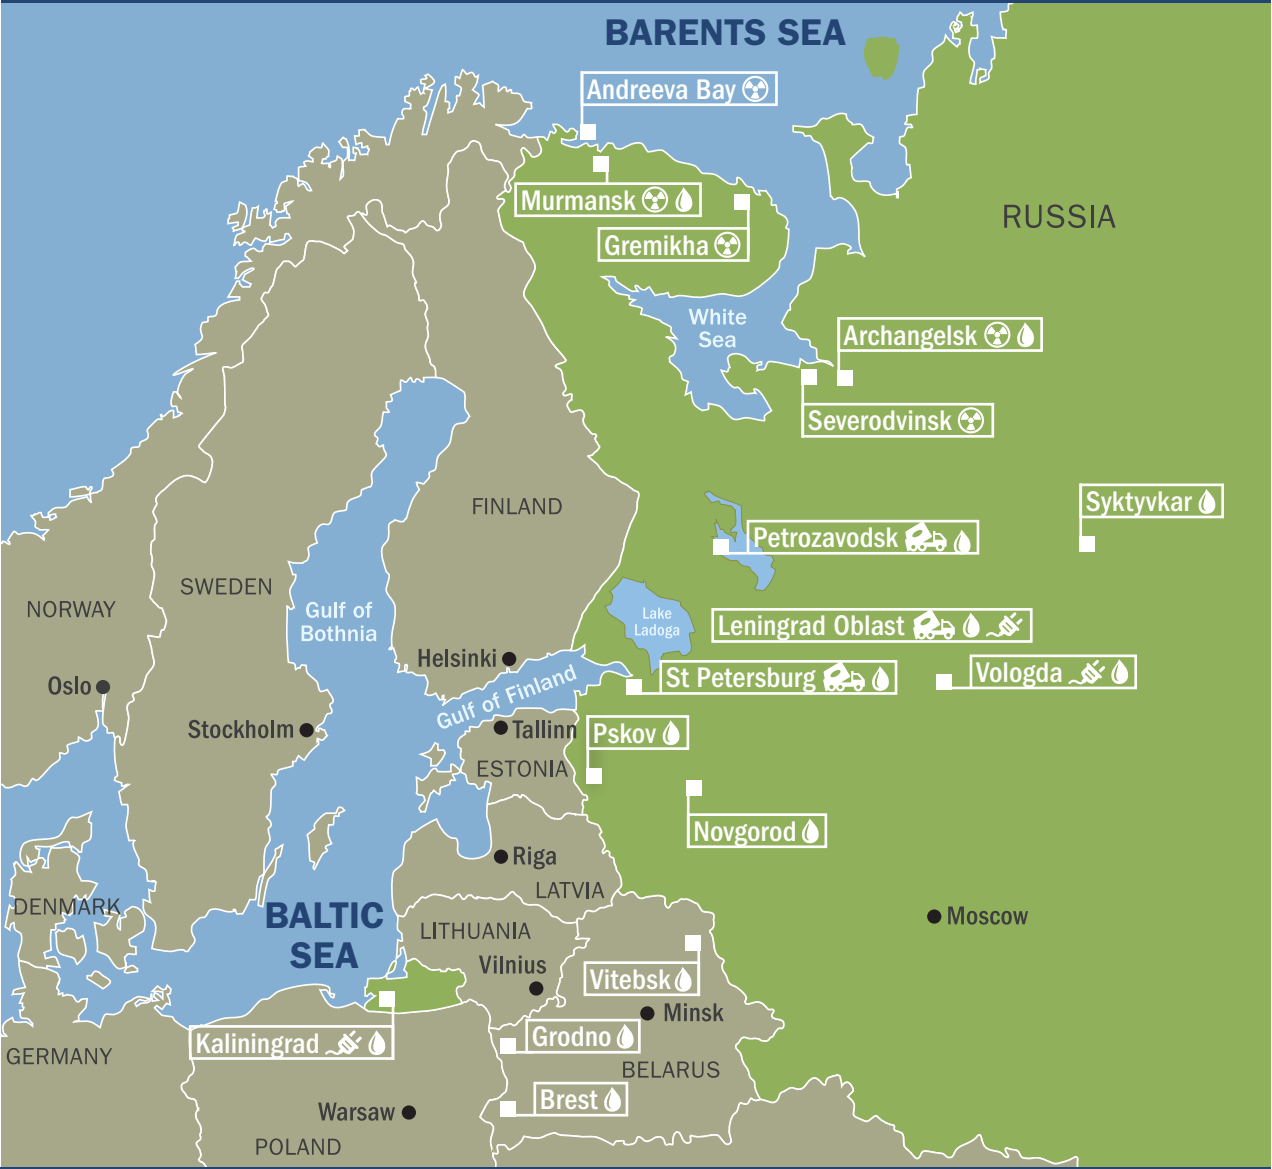 BARENTS SEA
Andreeva Bay
Murmansk
Gremikha
RUSSIA
White
Sea
Archangelsk
Severodvinsk
FINLAND
Syktyvkar
Petrozavodsk
SWEDEN
NORWAY
Gulf of
Bothnia
Lake
Ladoga
Leningrad Oblast
Helsinki
St Petersburg
Vologda
Oslo
Gulf of Finland
Stockholm
Tallinn
Pskov
ESTONIA
Novgorod
Riga
LATVIA
DENMARK
BALTIC
SEA
Moscow
LITHUANIA
Vilnius
Vitebsk
Minsk
Kaliningrad
Grodno
GERMANY
BELARUS
Brest
Warsaw
POLAND